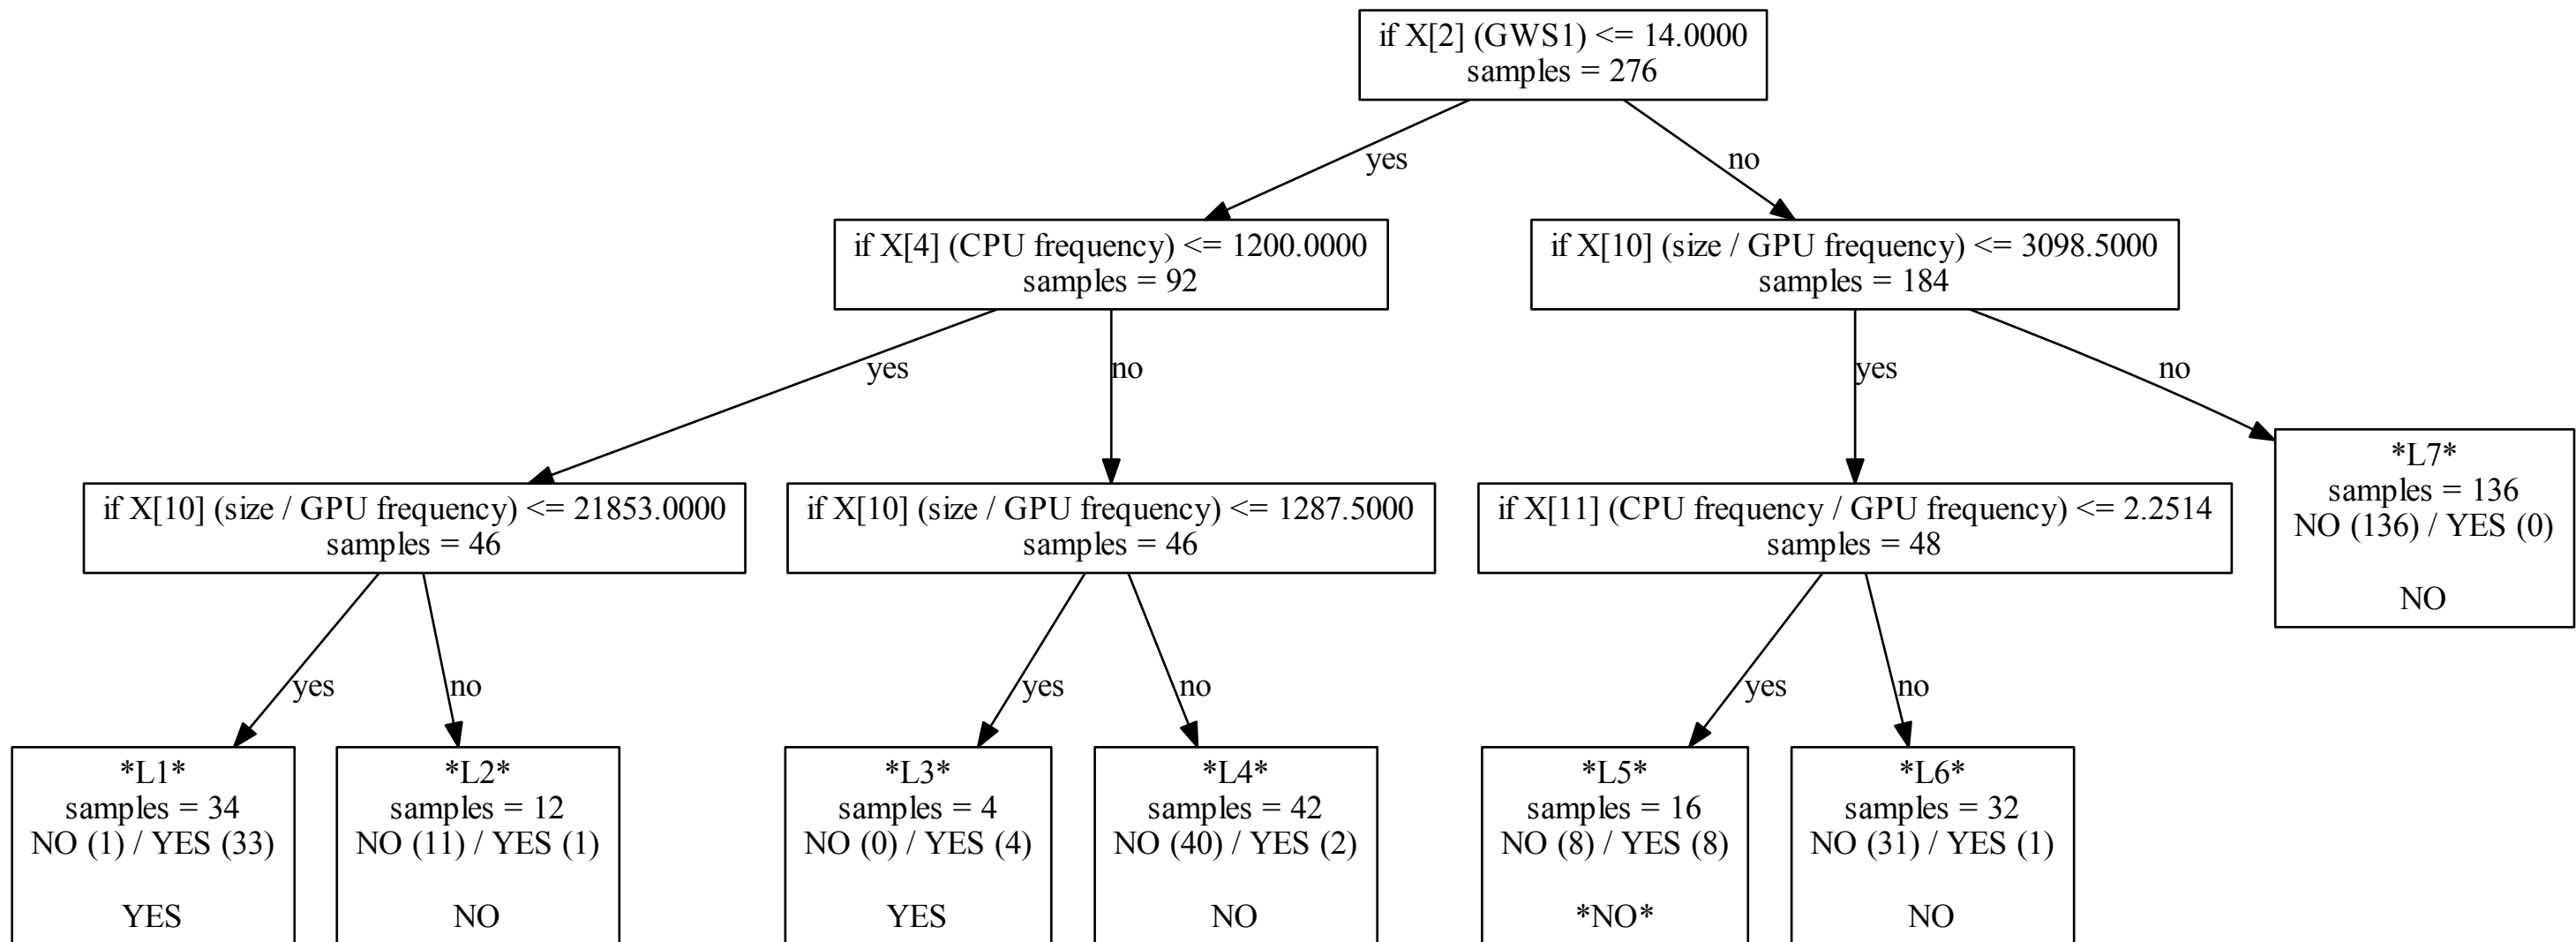 if X[2] (GWS1) <= 14.0000
samples = 276
yes
no
if X[4] (CPU frequency) <= 1200.0000
samples = 92
if X[10] (size / GPU frequency) <= 3098.5000
samples = 184
yes
no
yes
no
if X[10] (size / GPU frequency) <= 21853.0000
samples = 46
if X[10] (size / GPU frequency) <= 1287.5000
samples = 46
if X[11] (CPU frequency / GPU frequency) <= 2.2514
samples = 48
*L7*
samples = 136
NO (136) / YES (0)
NO
yes
no
yes
no
yes
no
*L1*
samples = 34
NO (1) / YES (33)
YES
*L2*
samples = 12
NO (11) / YES (1)
NO
*L3*
samples = 4
NO (0) / YES (4)
YES
*L4*
samples = 42
NO (40) / YES (2)
NO
*L5*
samples = 16
NO (8) / YES (8)
*NO*
*L6*
samples = 32
NO (31) / YES (1)
NO